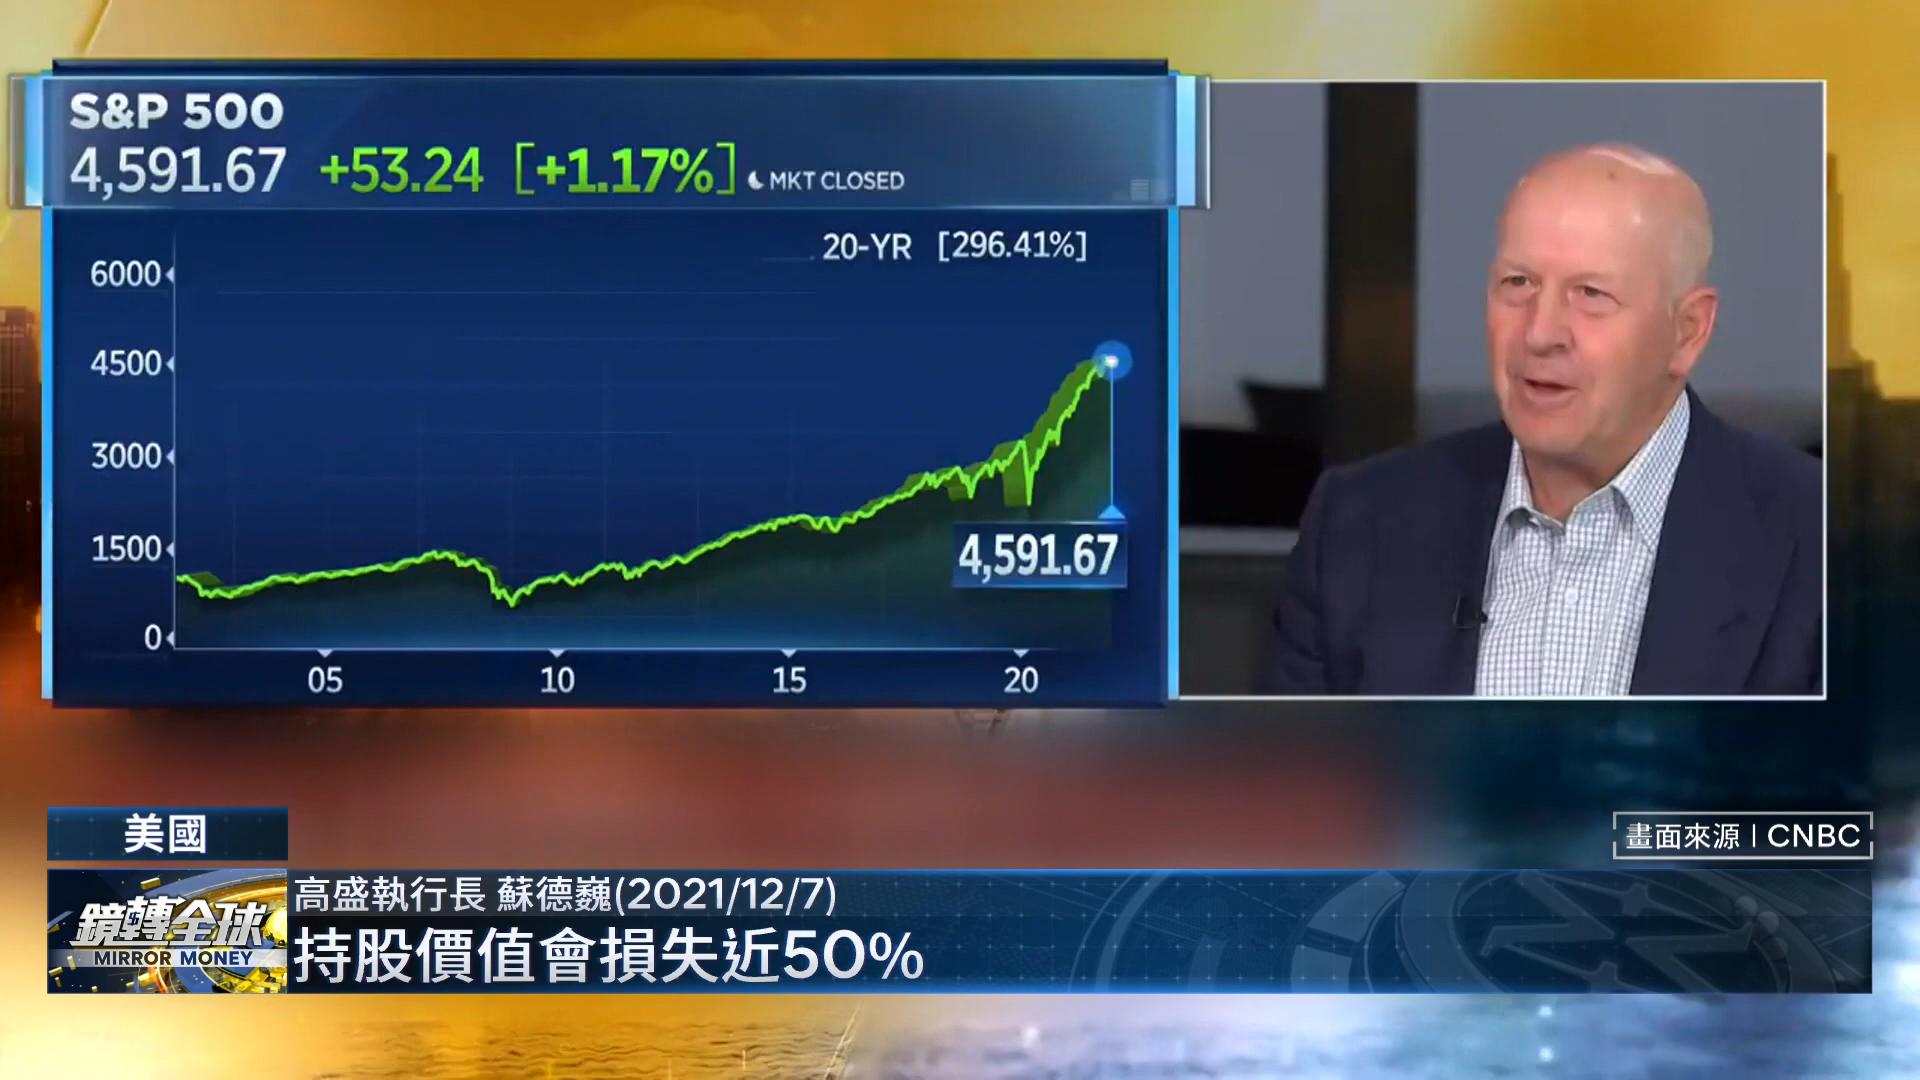 S&P 500
4,591.67 +53.24 [+1.17%] MKT CLOSED
20-YR [296.41%]
6000
4500
3000
1500
0
4,591.67
05 10 15 20
美國
畫面來源 | CNBC
鏡轉全球
MIRROR MONEY
高盛執行長 蘇德巍(2021/12/7)
持股價值會損失近50%